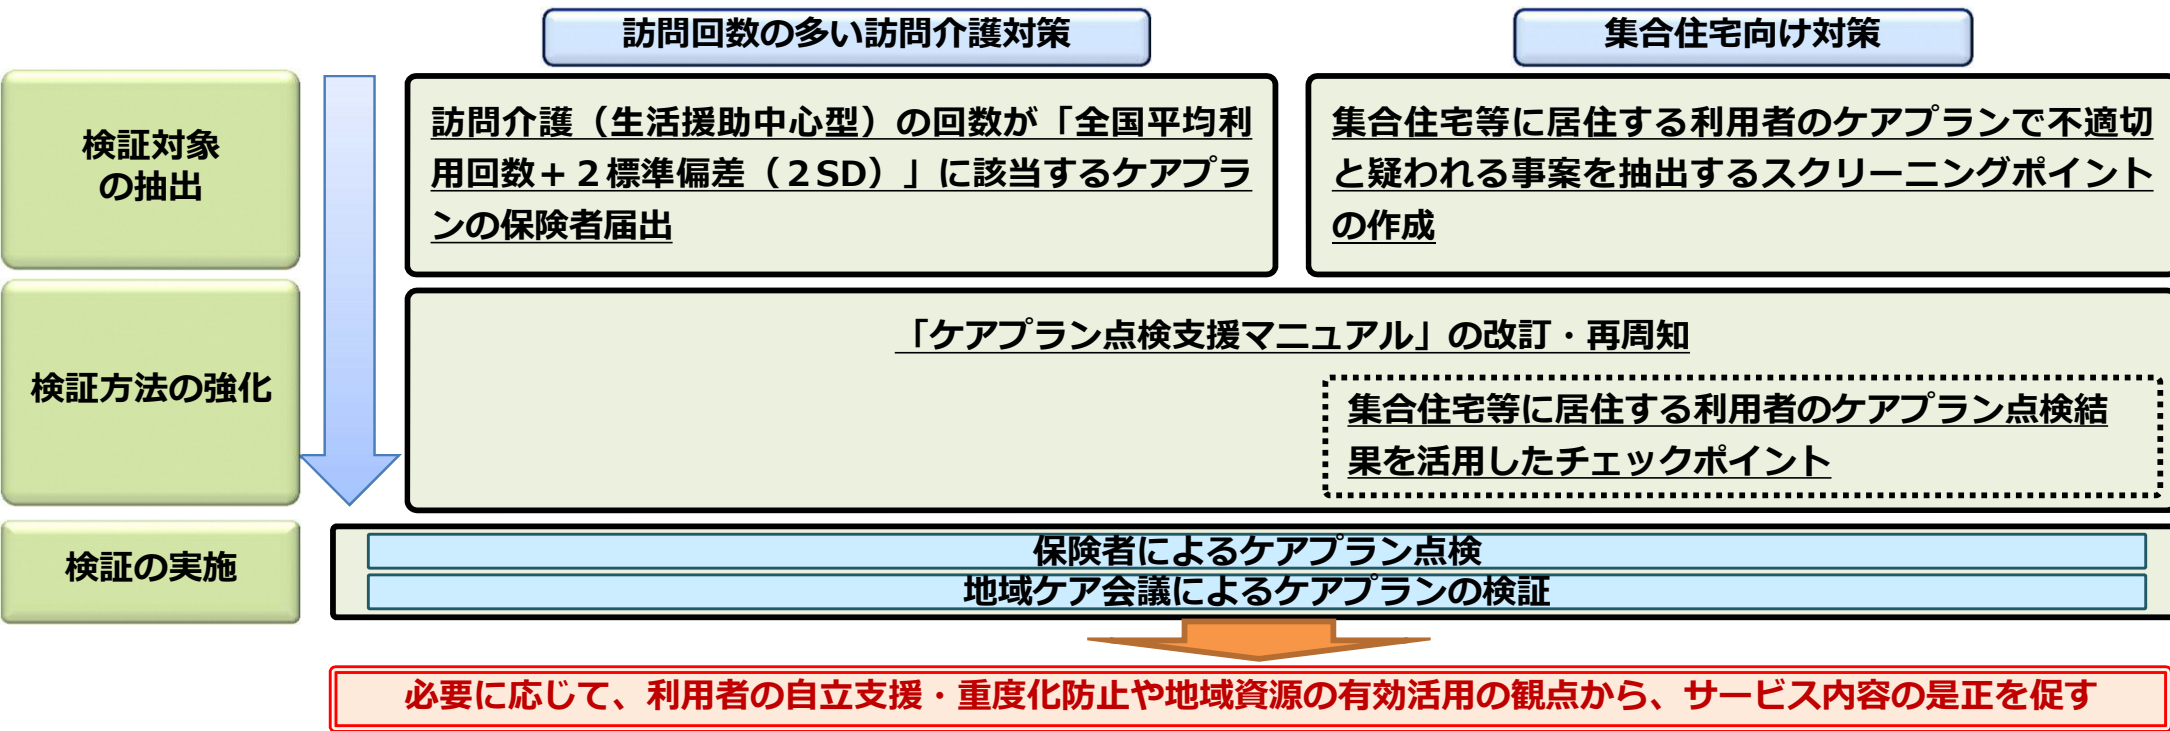 訪問回数の多い訪問介護対策
集合住宅向け対策
検証対象
の抽出
訪問介護（生活援助中心型）の回数が「全国平均利
用回数＋２標準偏差（２SD）」に該当するケアプラ
ンの保険者届出
集合住宅等に居住する利用者のケアプランで不適切
と疑われる事案を抽出するスクリーニングポイント
の作成
検証方法の強化
「ケアプラン点検支援マニュアル」の改訂・再周知
集合住宅等に居住する利用者のケアプラン点検結
果を活用したチェックポイント
検証の実施
保険者によるケアプラン点検
地域ケア会議によるケアプランの検証
必要に応じて、利用者の自立支援・重度化防止や地域資源の有効活用の観点から、サービス内容の是正を促す